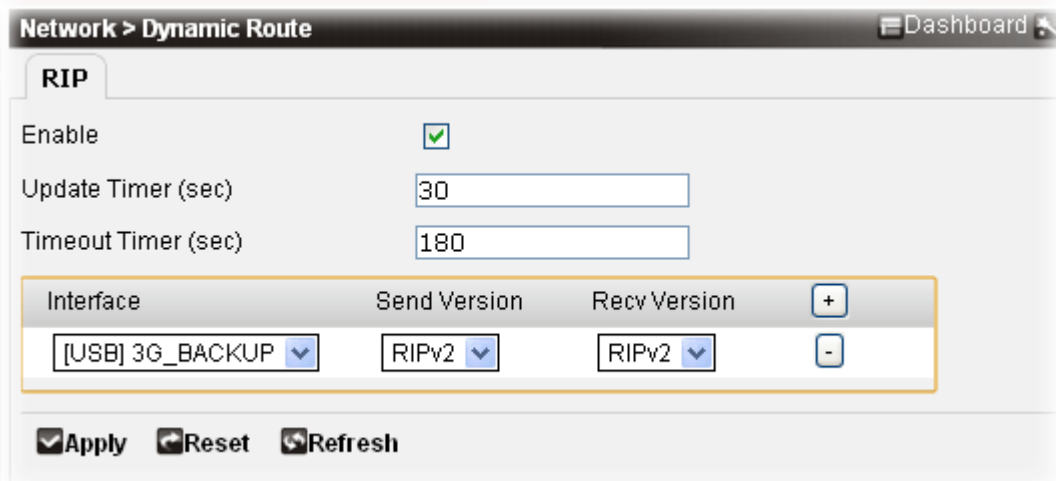 Network > Dynamic Route Dashboard
RIP
Enable
Update Timer (sec) 30
Timeout Timer (sec) 180
Interface Send Version Recv Version +
[USB] 3G_BACKUP RIPv2 RIPv2 -
Apply Reset Refresh